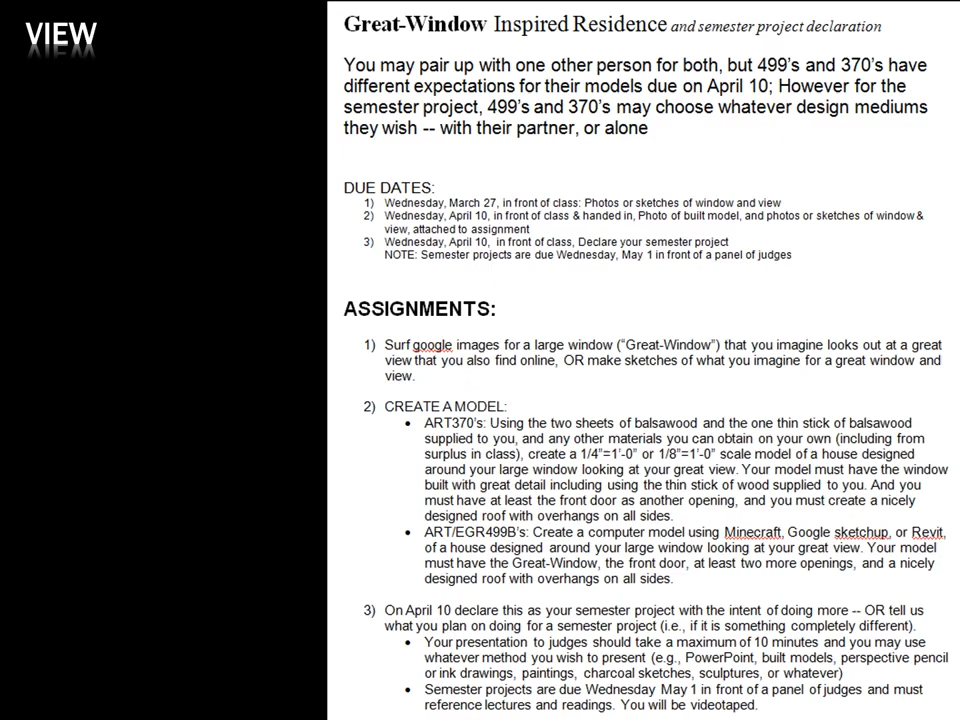 VIEW
Great-Window Inspired Residence and semester project declaration
You may pair up with one other person for both, but 499's and 370's have
different expectations for their models due on April 10; However for the
semester project, 499's and 370's may choose whatever design mediums
they wish -- with their partner, or alone
DUE DATES:
1) Wednesday, March 27, in front of class: Photos or sketches of window and view
2) Wednesday, April 10, in front of class & handed in, Photo of built model, and photos or sketches of window &
view, attached to assignment
3) Wednesday, April 10, in front of class, Declare your semester project
NOTE: Semester projects are due Wednesday, May 1 in front of a panel of judges
ASSIGNMENTS:
1) Surf google images for a large window ("Great-Window") that you imagine looks out at a great
view that you also find online, OR make sketches of what you imagine for a great window and
view.
2) CREATE A MODEL:
• ART370's: Using the two sheets of balsawood and the one thin stick of balsawood
supplied to you, and any other materials you can obtain on your own (including from
surplus in class), create a 1/4"=1'-0" or 1/8"=1'-0" scale model of a house designed
around your large window looking at your great view. Your model must have the window
built with great detail including using the thin stick of wood supplied to you. And you
must have at least the front door as another opening, and you must create a nicely
designed roof with overhangs on all sides.
• ART/EGR499B's: Create a computer model using Minecraft, Google sketchup, or Revit,
of a house designed around your large window looking at your great view. Your model
must have the Great-Window, the front door, at least two more openings, and a nicely
designed roof with overhangs on all sides.
3) On April 10 declare this as your semester project with the intent of doing more -- OR tell us
what you plan on doing for a semester project (i.e., if it is something completely different).
• Your presentation to judges should take a maximum of 10 minutes and you may use
whatever method you wish to present (e.g., PowerPoint, built models, perspective pencil
or ink drawings, paintings, charcoal sketches, sculptures, or whatever)
• Semester projects are due Wednesday May 1 in front of a panel of judges and must
reference lectures and readings. You will be videotaped.